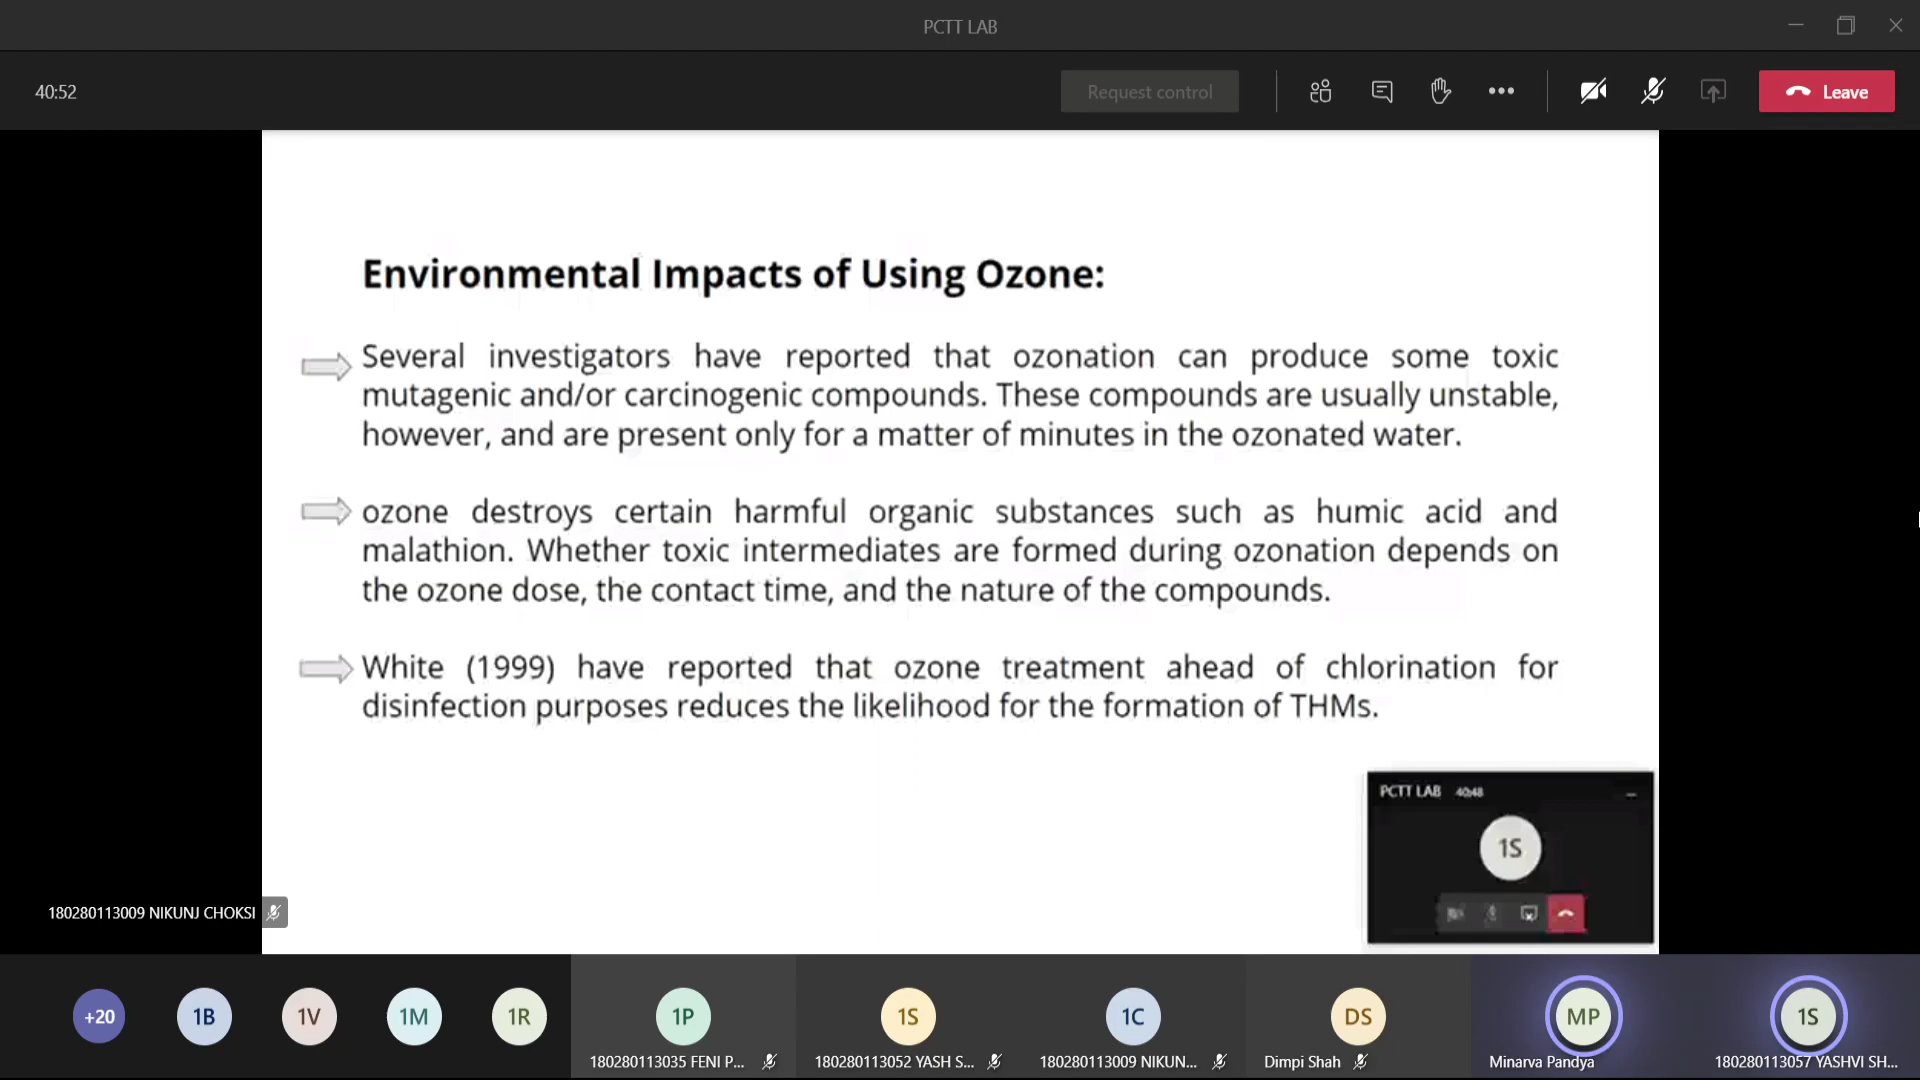 PCTT LAB
40:52
Request control
Leave
Environmental Impacts of Using Ozone:
Several investigators have reported that ozonation can produce some toxic
mutagenic and/or carcinogenic compounds. These compounds are usually unstable,
however, and are present only for a matter of minutes in the ozonated water.
ozone destroys certain harmful organic substances such as humic acid and
malathion. Whether toxic intermediates are formed during ozonation depends on
the ozone dose, the contact time, and the nature of the compounds.
White (1999) have reported that ozone treatment ahead of chlorination for
disinfection purposes reduces the likelihood for the formation of THMs.
PCTT LAB 40:48
1S
180280113009 NIKUNJ CHOKSI
+20 1B 1V 1M 1R 1P 1S 1C DS MP 1S
180280113035 FENI P... 180280113052 YASH S... 180280113009 NIKUN... Dimpi Shah Minarva Pandya 180280113057 YASHVI SH...